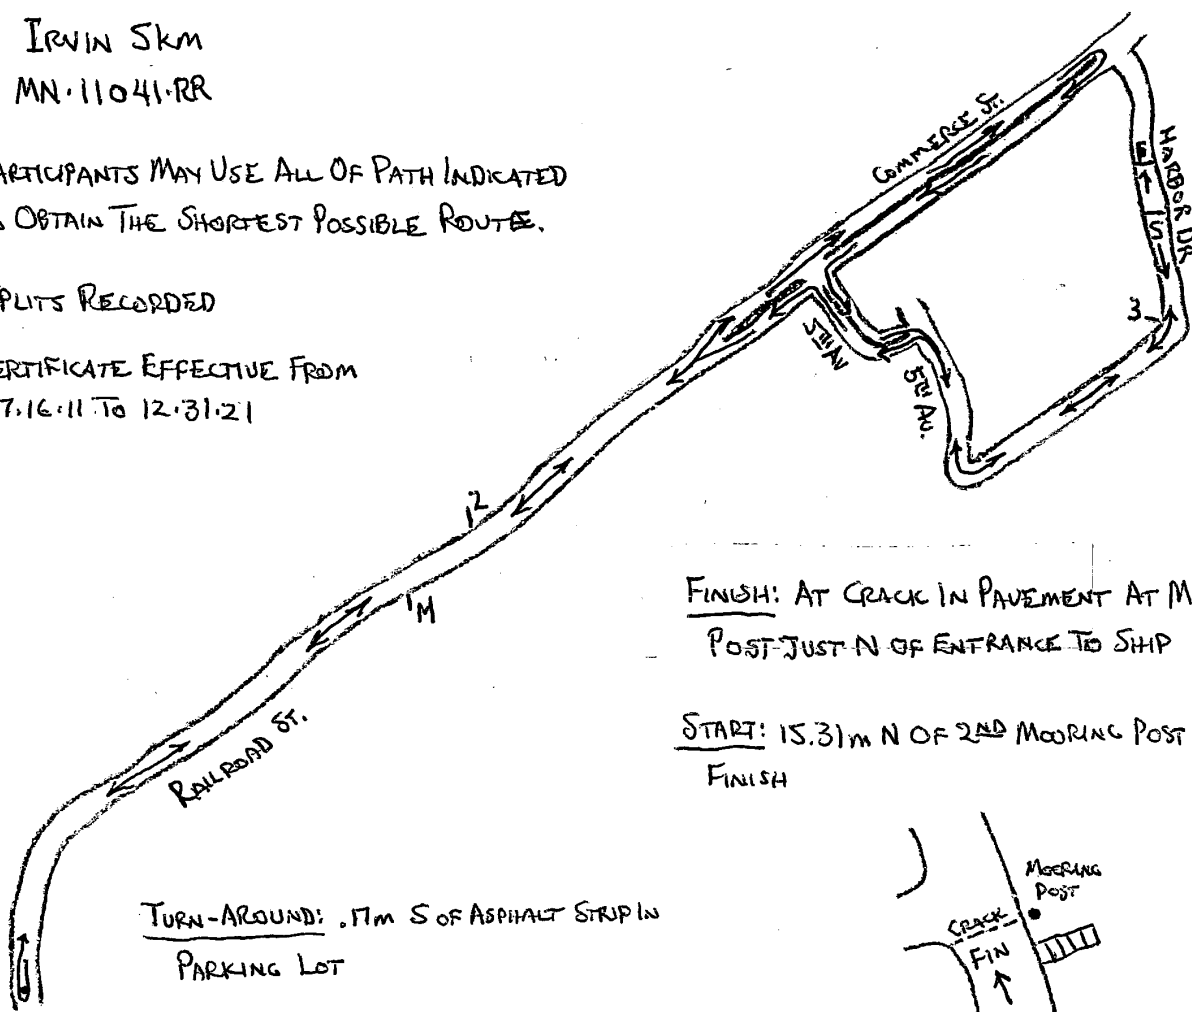 IRVIN 5KM
MN·11041·RR
ARTICIPANTS MAY USE ALL OF PATH INDICATED
OBTAIN THE SHORTEST POSSIBLE ROUTE.
PLITS RECORDED
ERTIFICATE EFFECTIVE FROM
7.16.11 TO 12.31.21
COMMERCE ST.
HARBOR DR
F
S
3
5TH AV
5TH AV.
2
M
RAILROAD ST.
FINISH: AT CRACK IN PAVEMENT AT M
POST JUST N OF ENTRANCE TO SHIP
START: 15.31m N OF 2ND MOORING POST
FINISH
TURN-AROUND: .17m S OF ASPHALT STRIP IN
PARKING LOT
MOORING
POST
CRACK
FIN